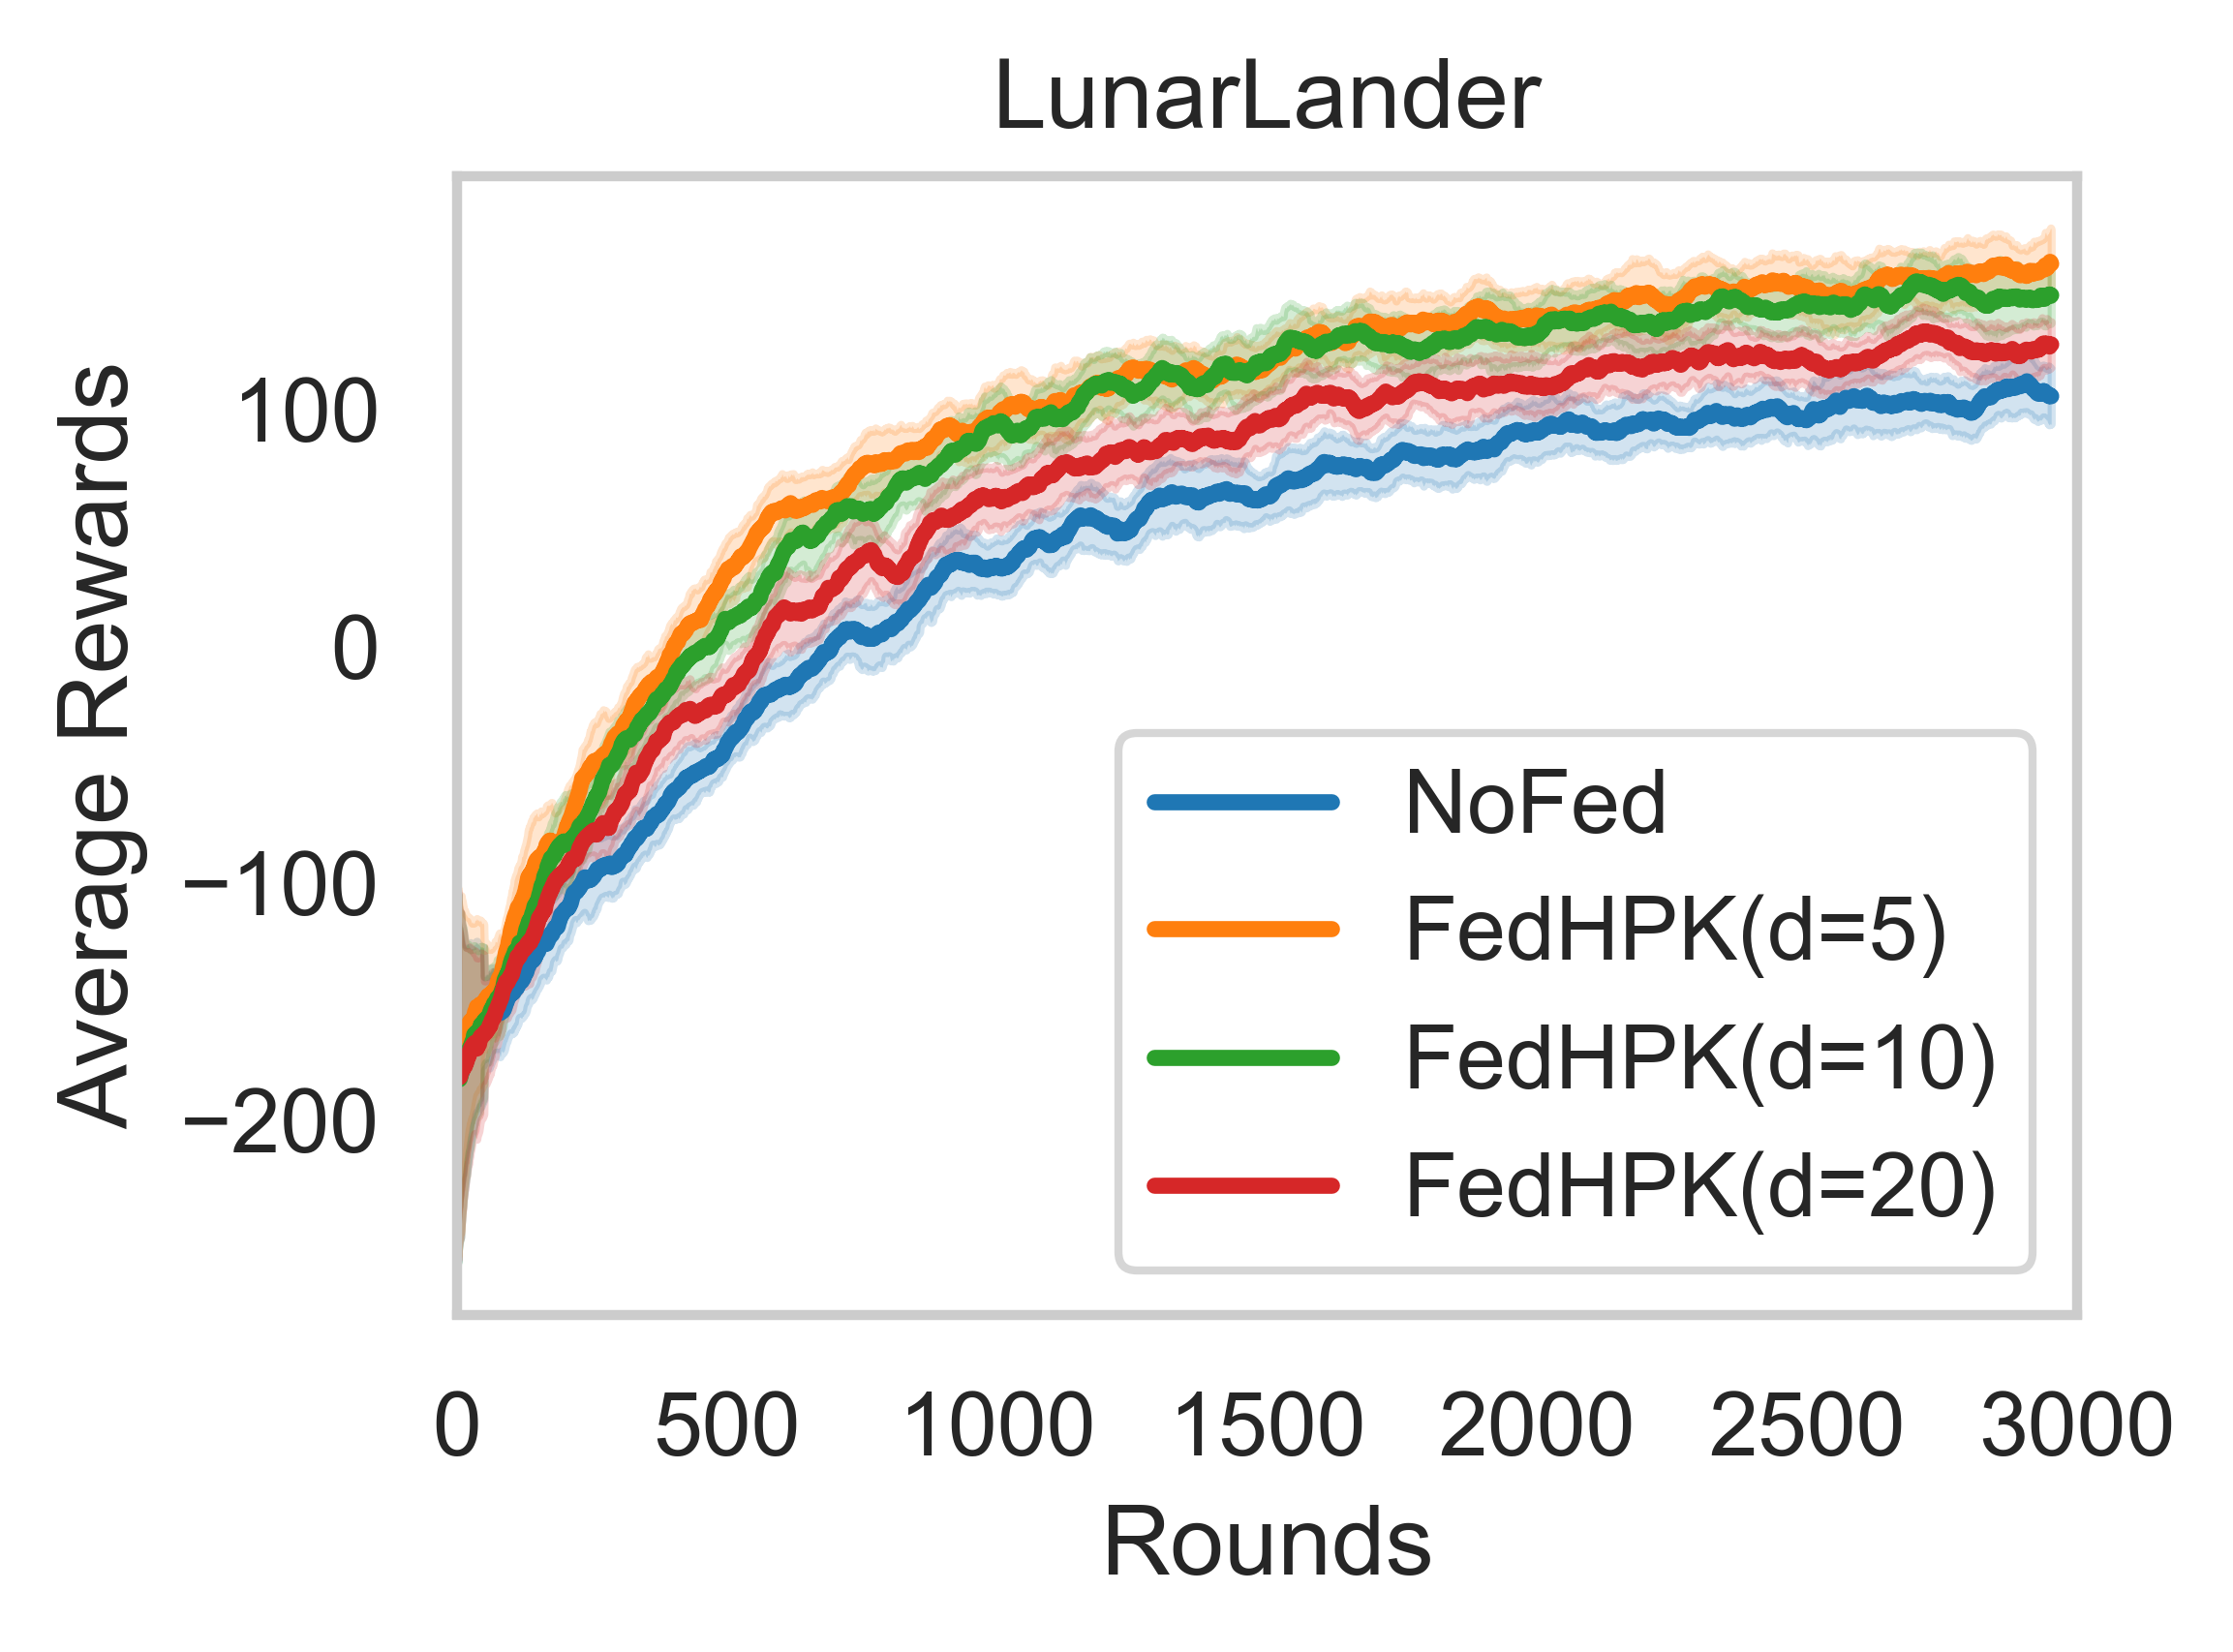 LunarLander
Average Rewards
100
0
−100
−200
NoFed
FedHPK(d=5)
FedHPK(d=10)
FedHPK(d=20)
0 500 1000 1500 2000 2500 3000
Rounds